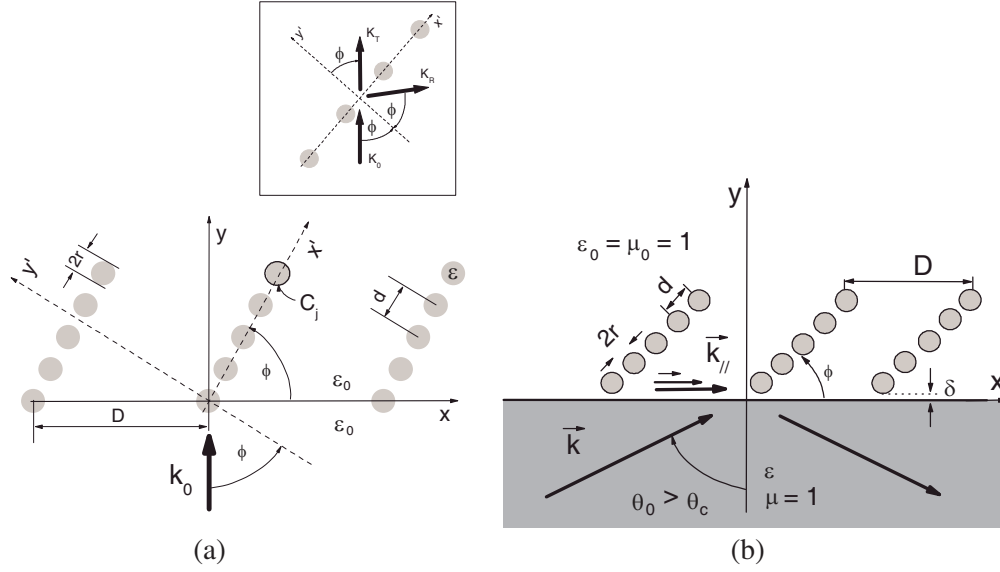 y'
x'
K_T
ϕ
K_R
ϕ
ϕ
K_0
y
x'
y'
2r
C_j
d
ε
ϕ
ε_0
x
D
ε_0
ϕ
k_0
(a)
y
ε_0 = μ_0 = 1
D
d
2r
k_//
ϕ
δ
x
k
ε
θ_0 > θ_c
μ = 1
(b)